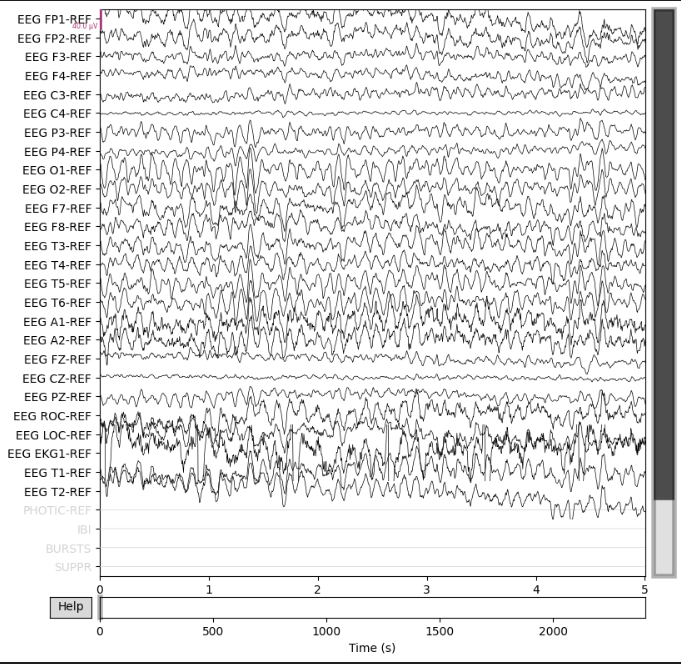 EEG FP1-REF
40.0 µV
EEG FP2-REF
EEG F3-REF
EEG F4-REF
EEG C3-REF
EEG C4-REF
EEG P3-REF
EEG P4-REF
EEG O1-REF
EEG O2-REF
EEG F7-REF
EEG F8-REF
EEG T3-REF
EEG T4-REF
EEG T5-REF
EEG T6-REF
EEG A1-REF
EEG A2-REF
EEG FZ-REF
EEG CZ-REF
EEG PZ-REF
EEG ROC-REF
EEG LOC-REF
EEG EKG1-REF
EEG T1-REF
EEG T2-REF
PHOTIC-REF
IBI
BURSTS
SUPPR
0 1 2 3 4 5
Help
0 500 1000 1500 2000
Time (s)